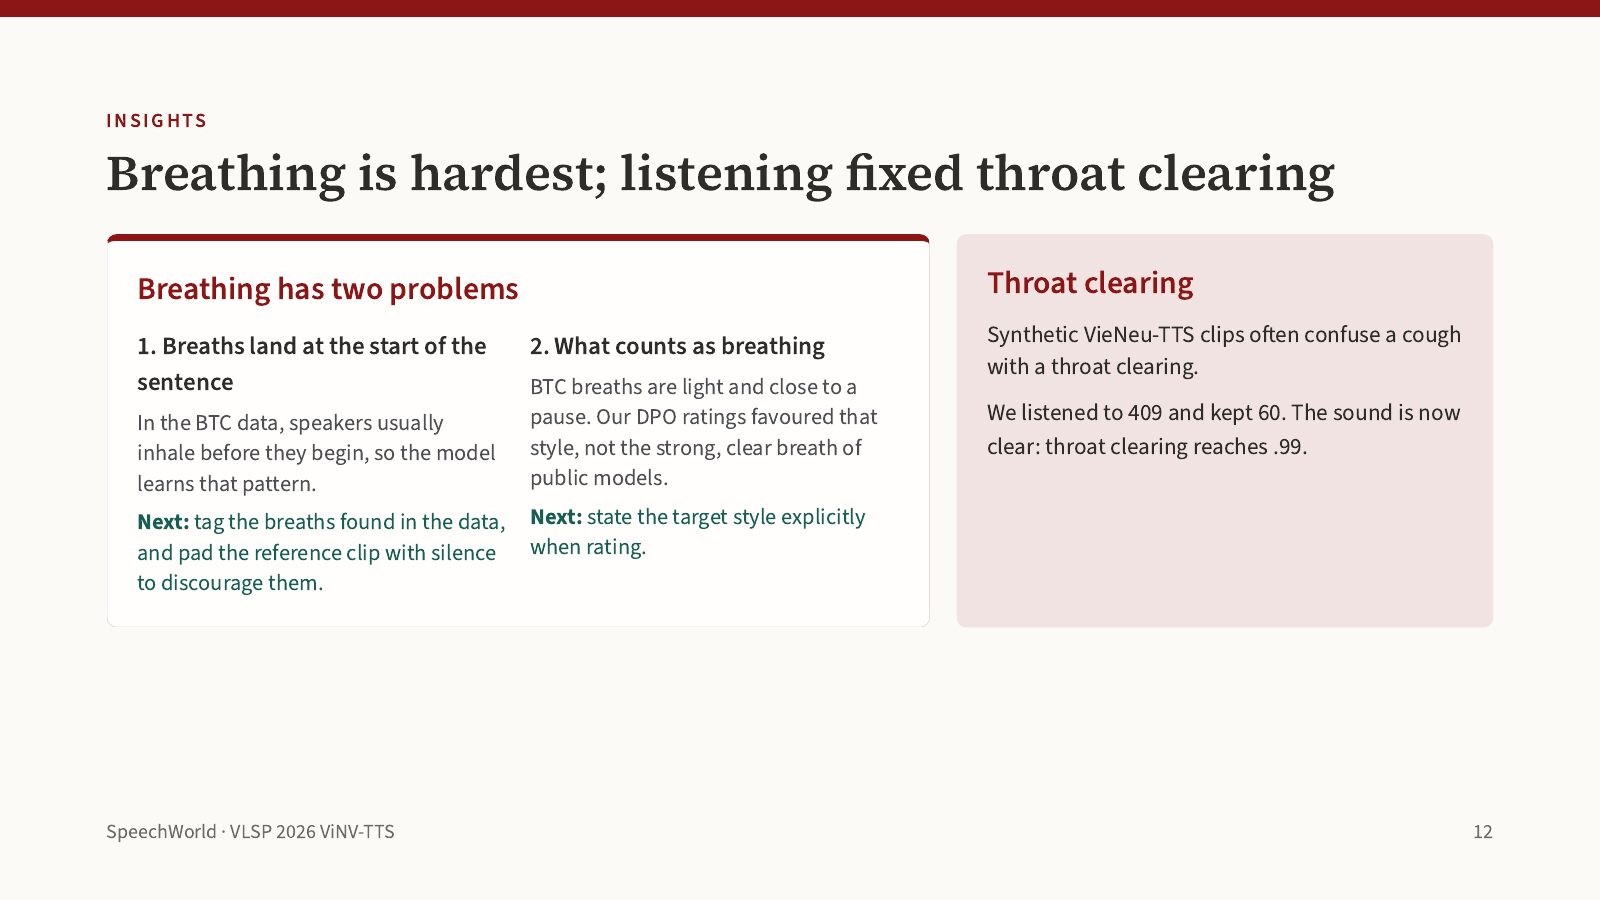 INSIGHTS
Breathing is hardest; listening fixed throat clearing
Breathing has two problems
1. Breaths land at the start of the
sentence
In the BTC data, speakers usually
inhale before they begin, so the model
learns that pattern.
Next: tag the breaths found in the data,
and pad the reference clip with silence
to discourage them.
2. What counts as breathing
BTC breaths are light and close to a
pause. Our DPO ratings favoured that
style, not the strong, clear breath of
public models.
Next: state the target style explicitly
when rating.
Throat clearing
Synthetic VieNeu-TTS clips often confuse a cough
with a throat clearing.
We listened to 409 and kept 60. The sound is now
clear: throat clearing reaches .99.
SpeechWorld · VLSP 2026 ViNV-TTS
12